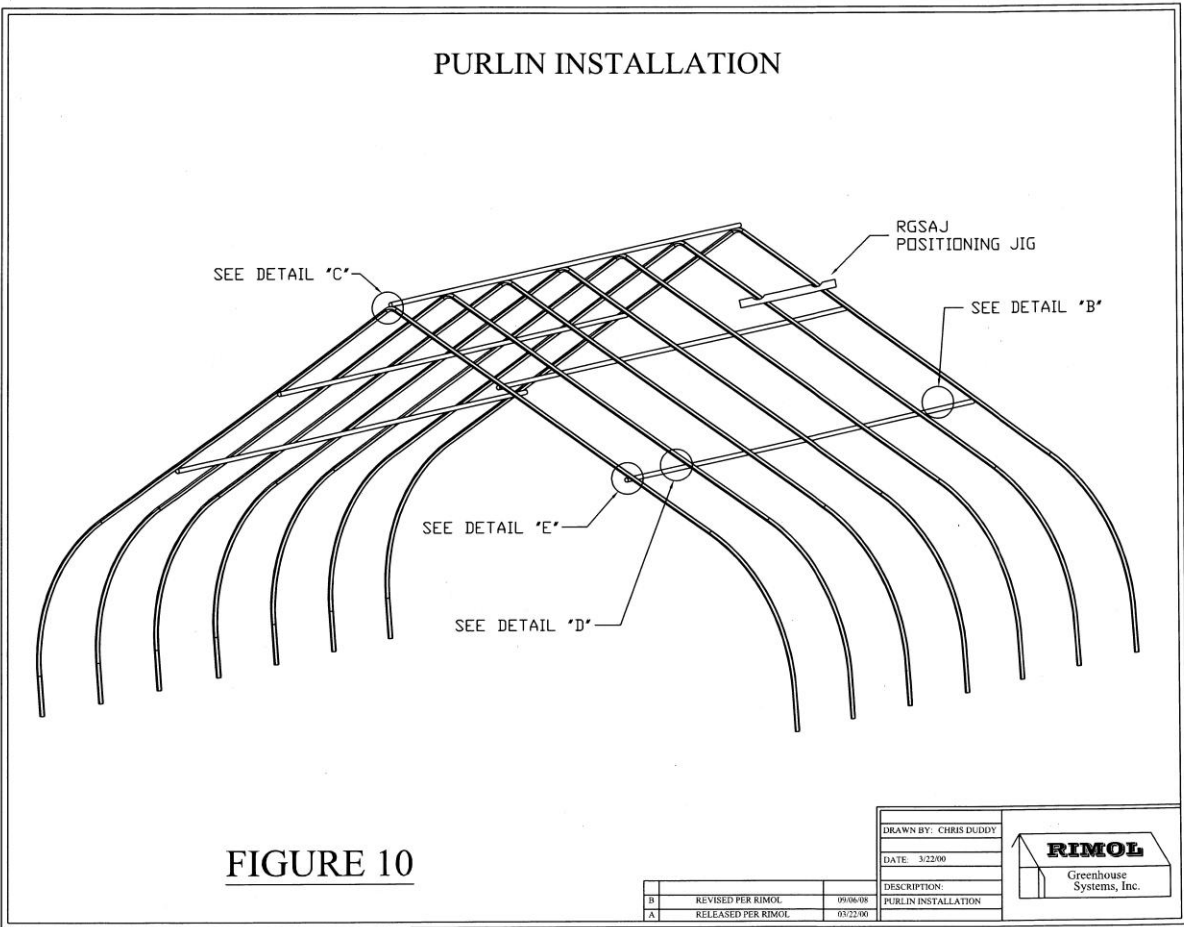 PURLIN INSTALLATION
RGSAJ
POSITIONING JIG
SEE DETAIL "C"
SEE DETAIL "B"
SEE DETAIL "E"
SEE DETAIL "D"
FIGURE 10
B REVISED PER RIMOL 09/06/08
A RELEASED PER RIMOL 03/22/00
DRAWN BY: CHRIS DUDDY
DATE: 3/22/00
DESCRIPTION:
PURLIN INSTALLATION
RIMOL
Greenhouse
Systems, Inc.